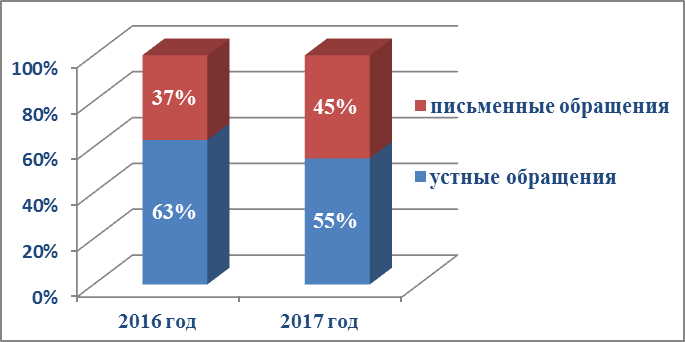 100%
80%
60%
40%
20%
0%
37%
63%
45%
55%
2016 год
2017 год
письменные обращения
устные обращения